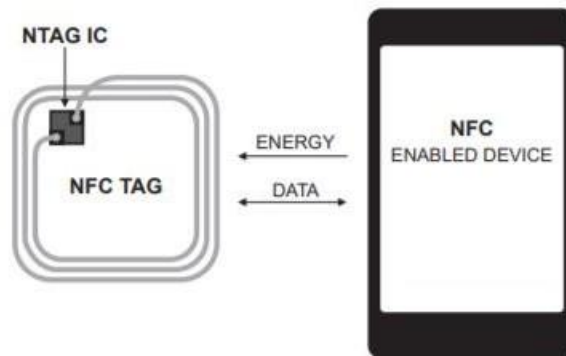 NTAG IC
NFC TAG
ENERGY
DATA
NFC
ENABLED DEVICE